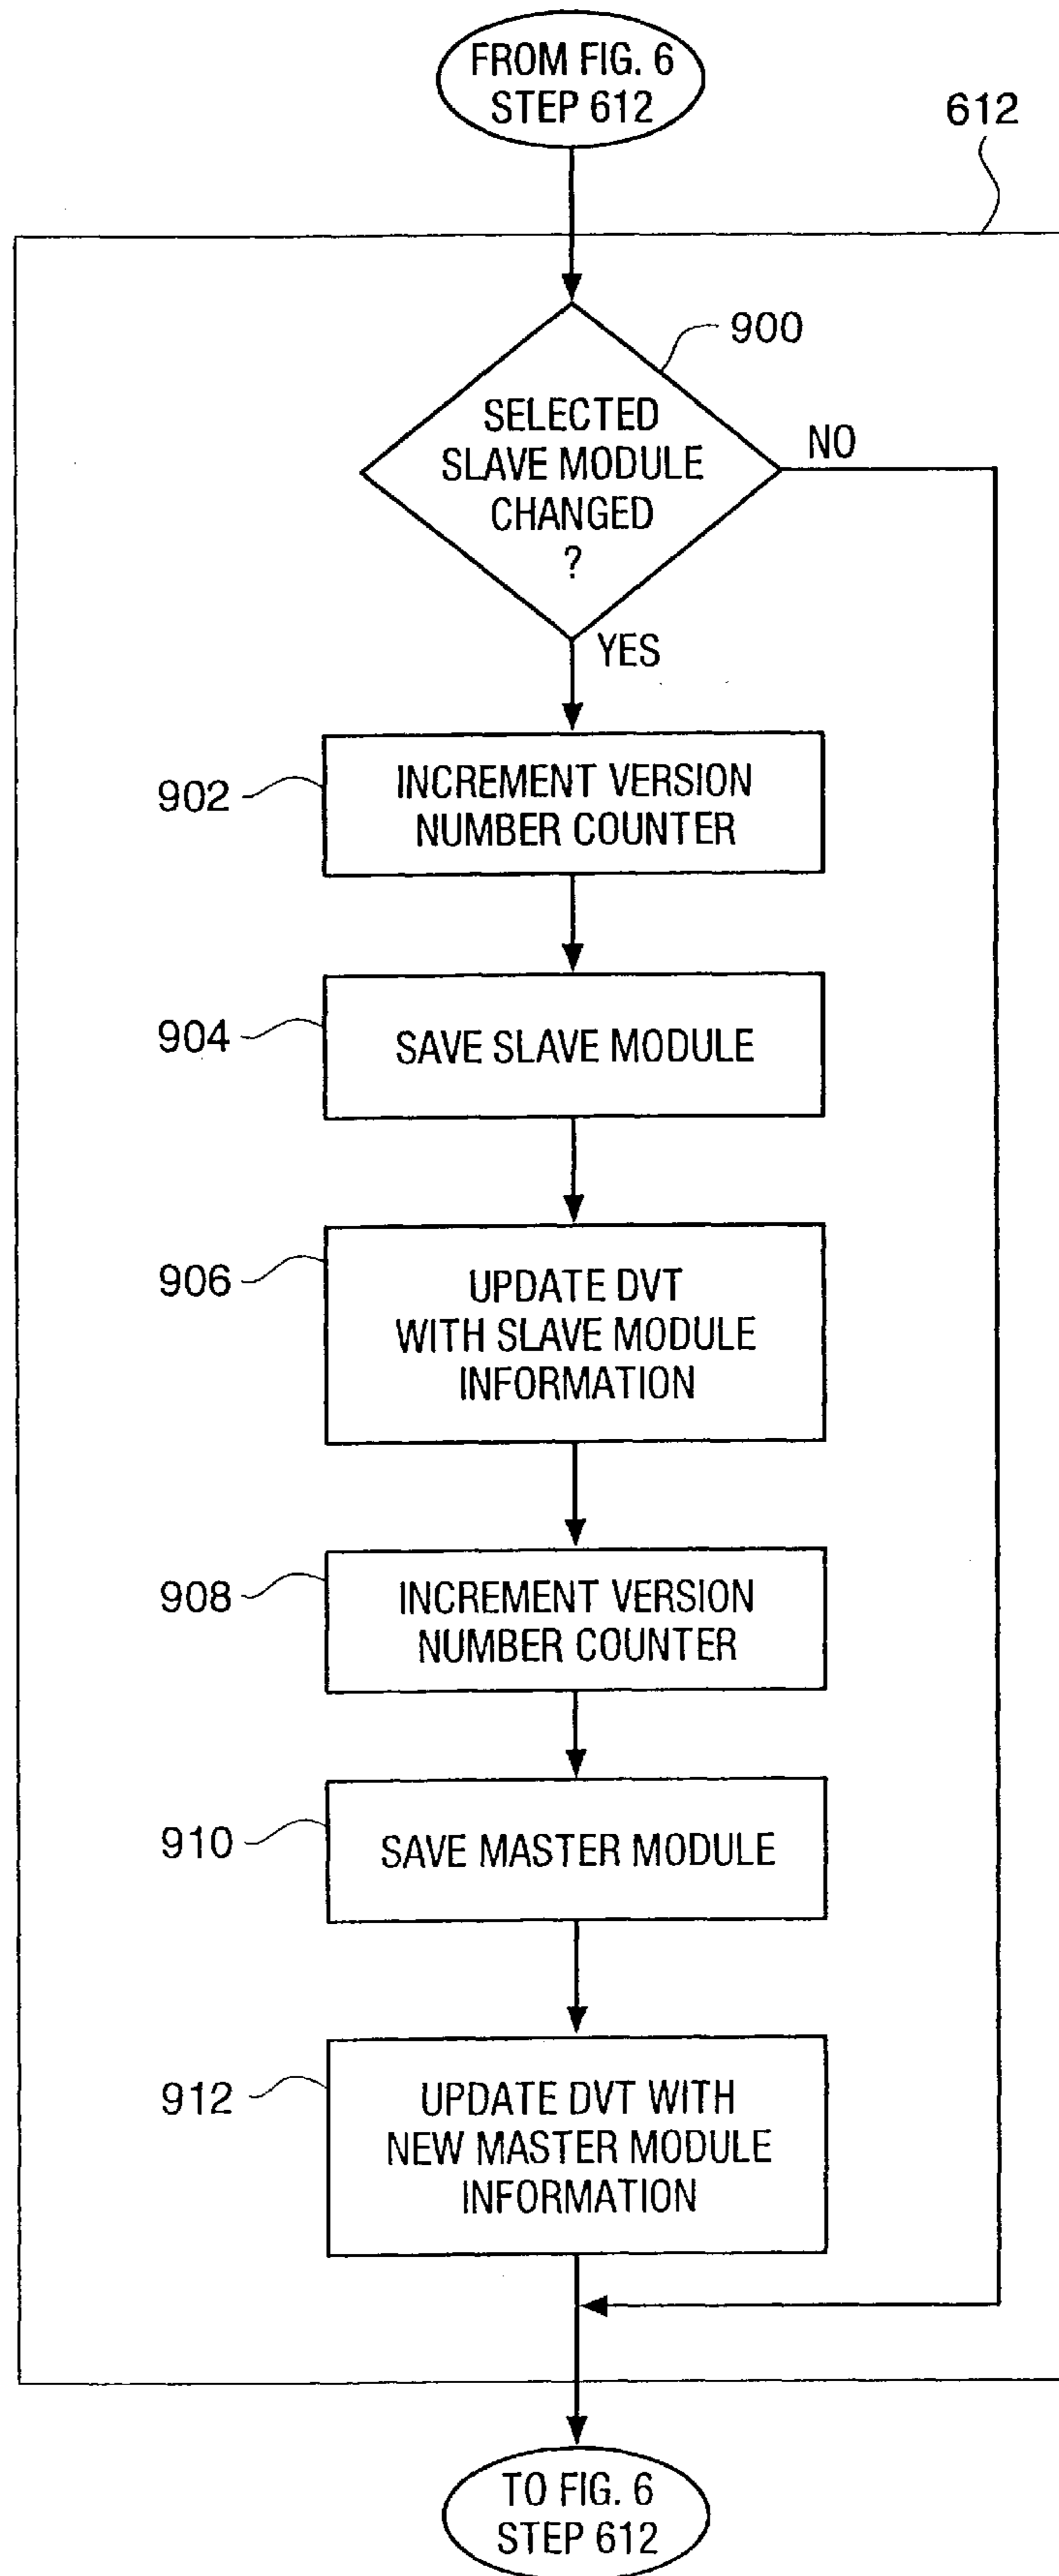 FROM FIG. 6
STEP 612
612
900
SELECTED
SLAVE MODULE
CHANGED
?
NO
YES
902
INCREMENT VERSION
NUMBER COUNTER
904
SAVE SLAVE MODULE
906
UPDATE DVT
WITH SLAVE MODULE
INFORMATION
908
INCREMENT VERSION
NUMBER COUNTER
910
SAVE MASTER MODULE
912
UPDATE DVT WITH
NEW MASTER MODULE
INFORMATION
TO FIG. 6
STEP 612